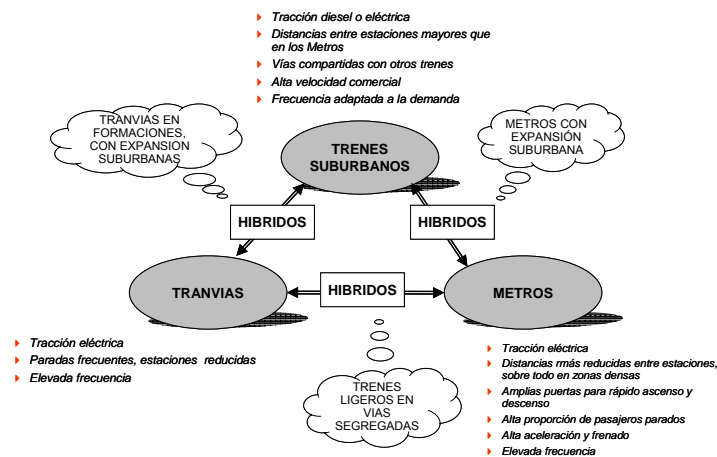 Tracción diesel o eléctrica
Distancias entre estaciones mayores que
en los Metros
Vías compartidas con otros trenes
Alta velocidad comercial
Frecuencia adaptada a la demanda
TRANVIAS EN
FORMACIONES,
CON EXPANSION
SUBURBANAS
METROS CON
EXPANSIÓN
SUBURBANA
TRENES
SUBURBANOS
HIBRIDOS
HIBRIDOS
TRANVIAS
HIBRIDOS
METROS
Tracción eléctrica
Paradas frecuentes, estaciones reducidas
Elevada frecuencia
TRENES
LIGEROS EN
VIAS
SEGREGADAS
Tracción eléctrica
Distancias rmás reducidas entre estaciones,
sobre todo en zonas densas
Amplias puertas para rápido ascenso y
descenso
Alta proporción de pasajeros parados
Alta aceleración y frenado
Elevada frecuencia